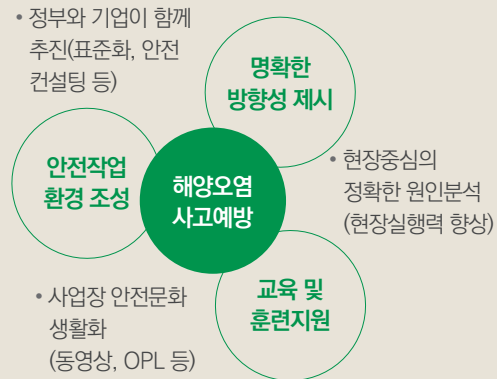 • 정부와 기업이 함께
추진(표준화, 안전
컨설팅 등)
명확한
방향성 제시
안전작업
환경 조성
해양오염
사고예방
• 현장중심의
정확한 원인분석
(현장실행력 향상)
교육 및
훈련지원
• 사업장 안전문화
생활화
(동영상, OPL 등)